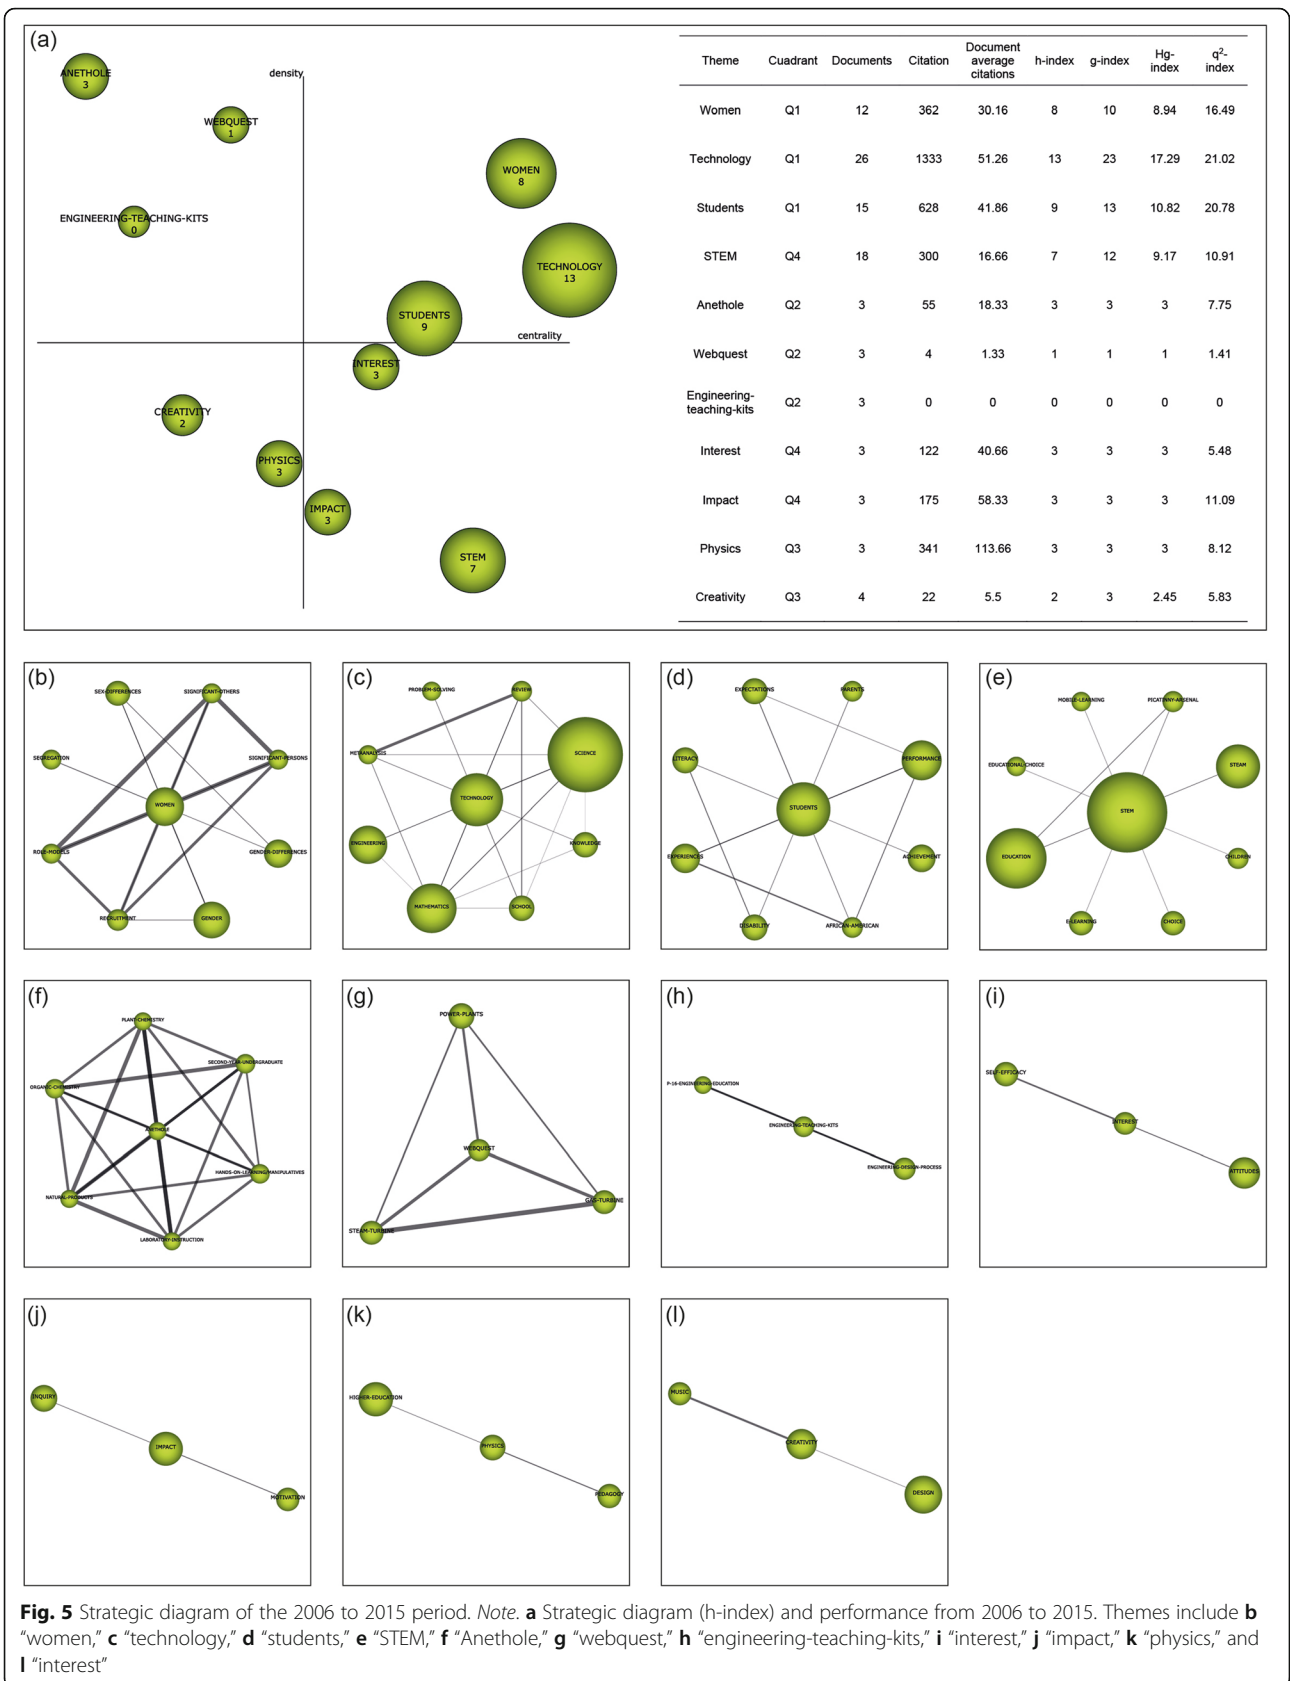 (a)
ANETHOLE
3
density
WEBQUEST
1
WOMEN
8
ENGINEERING-TEACHING-KITS
0
TECHNOLOGY
13
STUDENTS
9
centrality
INTEREST
3
CREATIVITY
2
PHYSICS
3
IMPACT
3
STEM
7
Theme Cuadrant Documents Citation Document average citations h-index g-index Hg-index q²-index
Women Q1 12 362 30.16 8 10 8.94 16.49
Technology Q1 26 1333 51.26 13 23 17.29 21.02
Students Q1 15 628 41.86 9 13 10.82 20.78
STEM Q4 18 300 16.66 7 12 9.17 10.91
Anethole Q2 3 55 18.33 3 3 3 7.75
Webquest Q2 3 4 1.33 1 1 1 1.41
Engineering-teaching-kits Q2 3 0 0 0 0 0 0
Interest Q4 3 122 40.66 3 3 3 5.48
Impact Q4 3 175 58.33 3 3 3 11.09
Physics Q3 3 341 113.66 3 3 3 8.12
Creativity Q3 4 22 5.5 2 3 2.45 5.83
(b)
SEX-DIFFERENCES
SIGNIFICANT-OTHERS
SEGREGATION
SIGNIFICANT-PERSONS
WOMEN
ROLE-MODELS
GENDER-DIFFERENCES
RECRUITMENT
GENDER
(c)
PROBLEM-SOLVING
REVIEW
METAANALYSIS
SCIENCE
TECHNOLOGY
ENGINEERING
KNOWLEDGE
MATHEMATICS
SCHOOL
(d)
EXPECTATIONS
PARENTS
LITERACY
PERFORMANCE
STUDENTS
EXPERIENCES
ACHIEVEMENT
DISABILITY
AFRICAN-AMERICAN
(e)
MOBILE-LEARNING
PICATINNY-ARSENAL
EDUCATIONAL-CHOICE
STEAM
STEM
EDUCATION
CHILDREN
E-LEARNING
CHOICE
(f)
PLANT-CHEMISTRY
SECOND-YEAR-UNDERGRADUATE
ORGANIC-CHEMISTRY
ANETHOLE
HANDS-ON-LEARNING/MANIPULATIVES
NATURAL-PRODUCTS
LABORATORY-INSTRUCTION
(g)
POWER-PLANTS
WEBQUEST
GAS-TURBINE
STEAM-TURBINE
(h)
P-16-ENGINEERING-EDUCATION
ENGINEERING-TEACHING-KITS
ENGINEERING-DESIGN-PROCESS
(i)
SELF-EFFICACY
INTEREST
ATTITUDES
(j)
INQUIRY
IMPACT
MOTIVATION
(k)
HIGHER-EDUCATION
PHYSICS
PEDAGOGY
(l)
MUSIC
CREATIVITY
DESIGN
Fig. 5 Strategic diagram of the 2006 to 2015 period. Note. a Strategic diagram (h-index) and performance from 2006 to 2015. Themes include b
“women,” c “technology,” d “students,” e “STEM,” f “Anethole,” g “webquest,” h “engineering-teaching-kits,” i “interest,” j “impact,” k “physics,” and
l “interest”